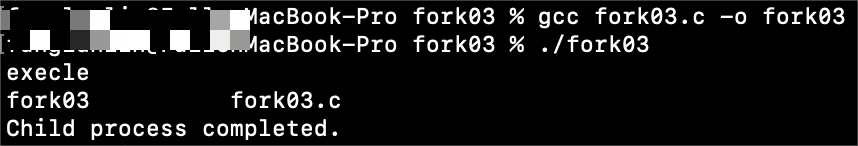 MacBook-Pro fork03 % gcc fork03.c -o fork03
MacBook-Pro fork03 % ./fork03
execle
fork03 fork03.c
Child process completed.